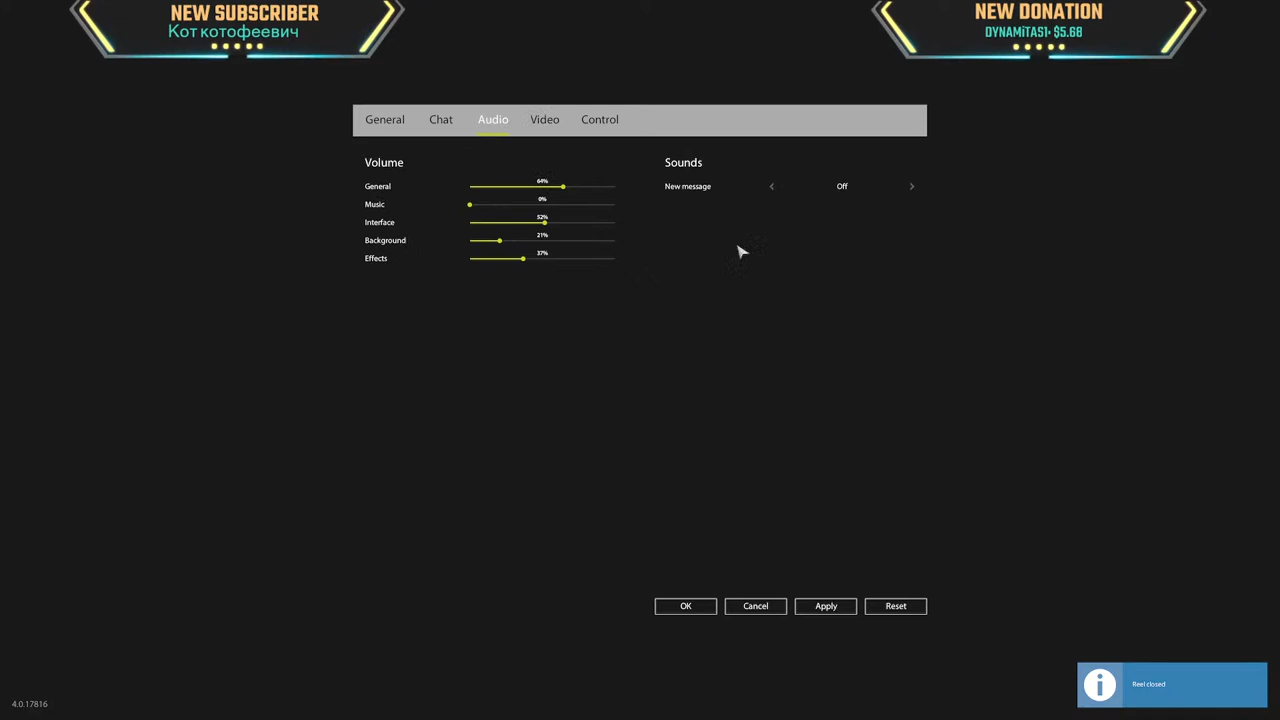 NEW SUBSCRIBER
Кот котофеевич
NEW DONATION
DYNAMiTAS1• $5.68
General Chat Audio Video Control
Volume
General 64%
Music 0%
Interface 52%
Background 21%
Effects 37%
Sounds
New message Off
OK Cancel Apply Reset
Reel closed
4.0.17816